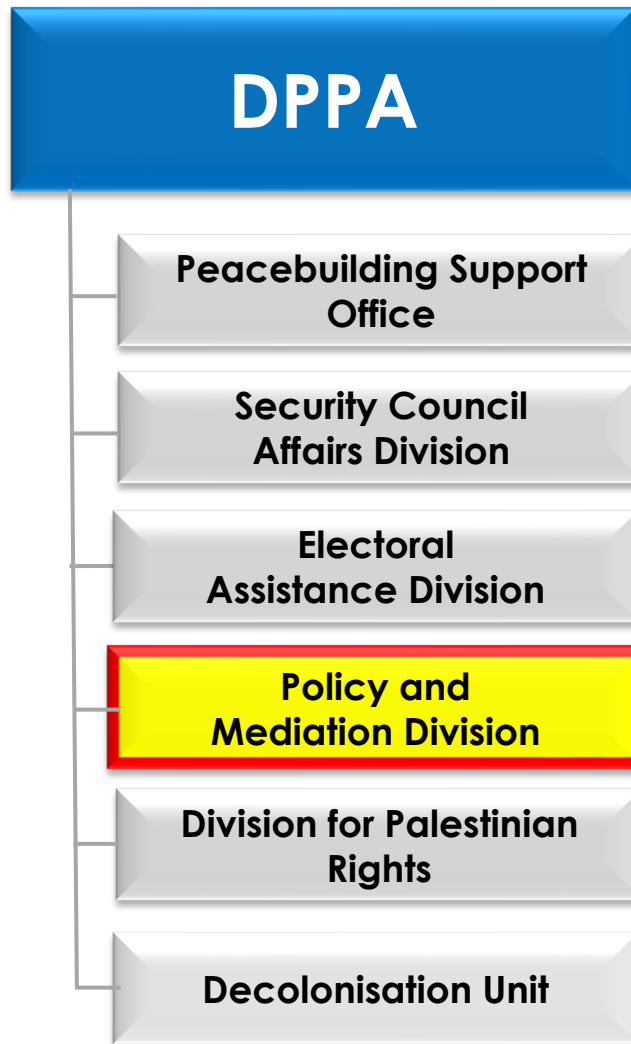 DPPA
Peacebuilding Support
Office
Security Council
Affairs Division
Electoral
Assistance Division
Policy and
Mediation Division
Division for Palestinian
Rights
Decolonisation Unit